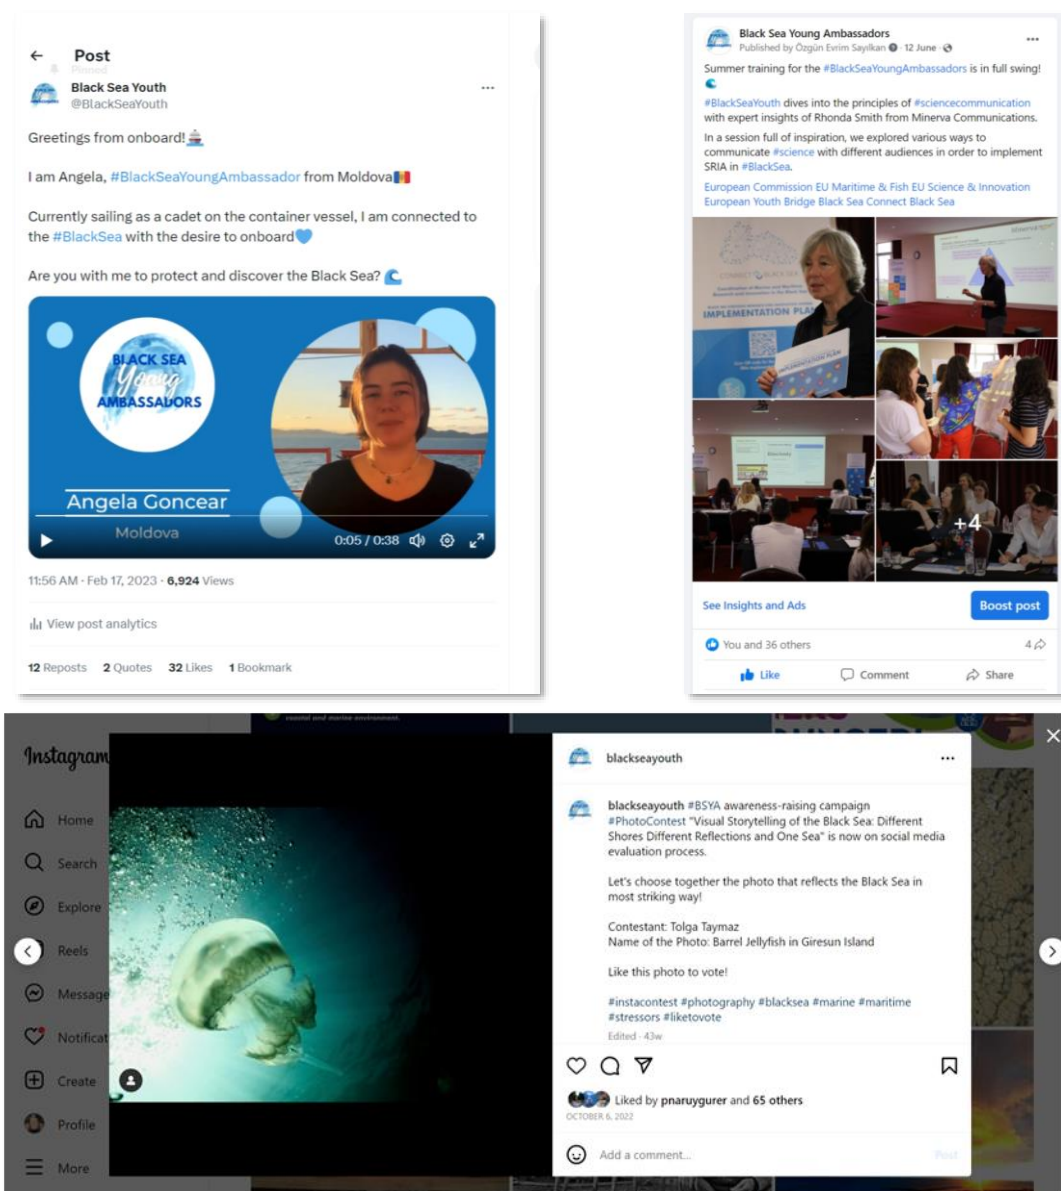 Post
Pinned
Black Sea Youth
@BlackSeaYouth
Greetings from onboard!
I am Angela, #BlackSeaYoungAmbassador from Moldova
Currently sailing as a cadet on the container vessel, I am connected to
the #BlackSea with the desire to onboard
Are you with me to protect and discover the Black Sea?
BLACK SEA
Young
AMBASSADORS
Angela Goncear
Moldova
0:05 / 0:38
11:56 AM · Feb 17, 2023 · 6,924 Views
View post analytics
12 Reposts 2 Quotes 32 Likes 1 Bookmark
Black Sea Young Ambassadors
Published by Özgün Evrim Sayılkan · 12 June ·
Summer training for the #BlackSeaYoungAmbassadors is in full swing!
#BlackSeaYouth dives into the principles of #sciencecommunication
with expert insights of Rhonda Smith from Minerva Communications.
In a session full of inspiration, we explored various ways to
communicate #science with different audiences in order to implement
SRIA in #BlackSea.
European Commission EU Maritime & Fish EU Science & Innovation
European Youth Bridge Black Sea Connect Black Sea
CONNECT BLACK SEA
IMPLEMENTATION PLAN
+4
See Insights and Ads
Boost post
You and 36 others
4
Like Comment Share
coastal and marine environment.
Instagram
Home
Search
Explore
Reels
Message
Notificat
Create
Profile
More
blackseayouth
blackseayouth #BSYA awareness-raising campaign
#PhotoContest "Visual Storytelling of the Black Sea: Different
Shores Different Reflections and One Sea" is now on social media
evaluation process.
Let's choose together the photo that reflects the Black Sea in
most striking way!
Contestant: Tolga Taymaz
Name of the Photo: Barrel Jellyfish in Giresun Island
Like this photo to vote!
#instacontest #photography #blacksea #marine #maritime
#stressors #liketovote
Edited · 43w
Liked by pnaruygurer and 65 others
OCTOBER 6, 2022
Add a comment...
Post